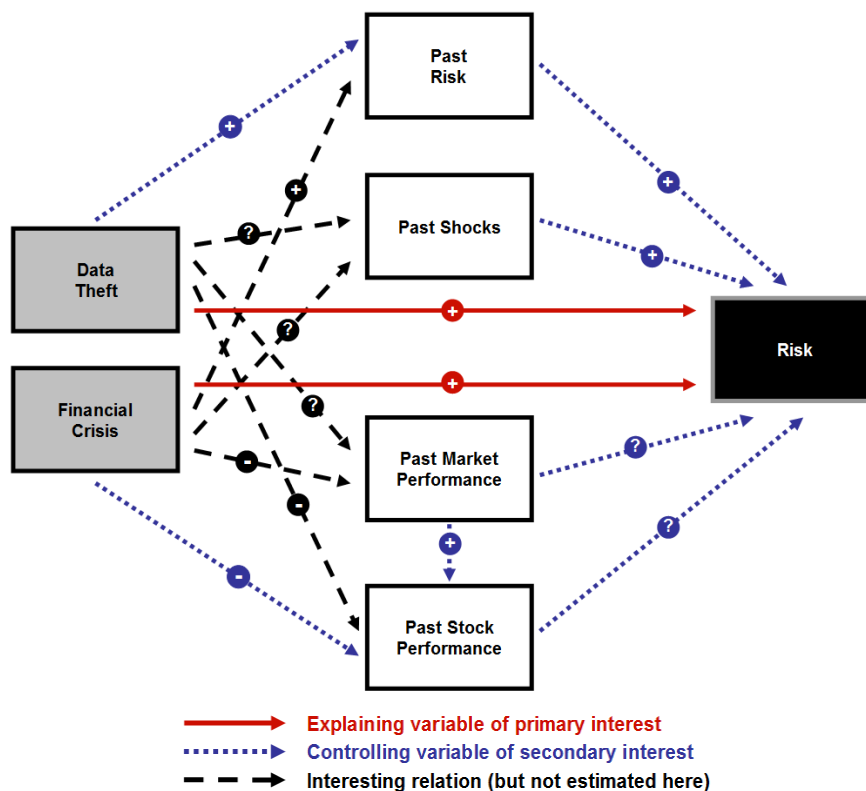 Past
Risk
+
+
+
Past Shocks
?
+
Data
Theft
+
?
Risk
+
Financial
Crisis
?
Past Market
Performance
?
-
-
?
+
-
Past Stock
Performance
Explaining variable of primary interest
Controlling variable of secondary interest
Interesting relation (but not estimated here)